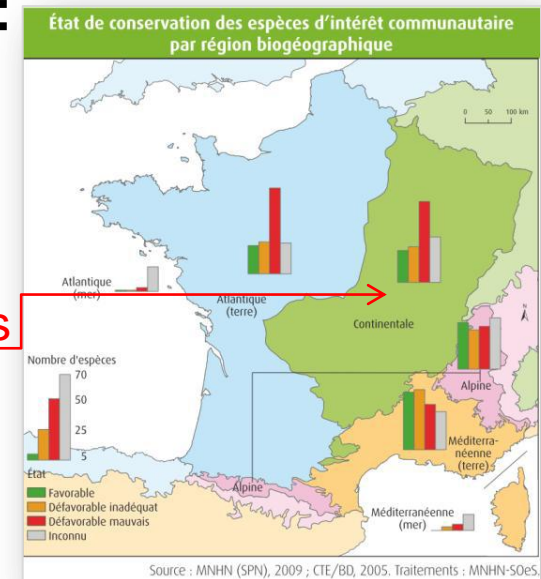 :
État de conservation des espèces d'intérêt communautaire
par région biogéographique
0 50 100 km
Atlantique
(mer)
Atlantique
(terre)
s
Continentale
N
Nombre d'espèces
70
50
25
5
Alpine
Méditerra-
néenne
(terre)
État
Favorable
Défavorable inadéquat
Défavorable mauvais
Inconnu
Alpine
Méditerranéenne
(mer)
Source : MNHN (SPN), 2009 ; CTE/BD, 2005. Traitements : MNHN-SOeS.